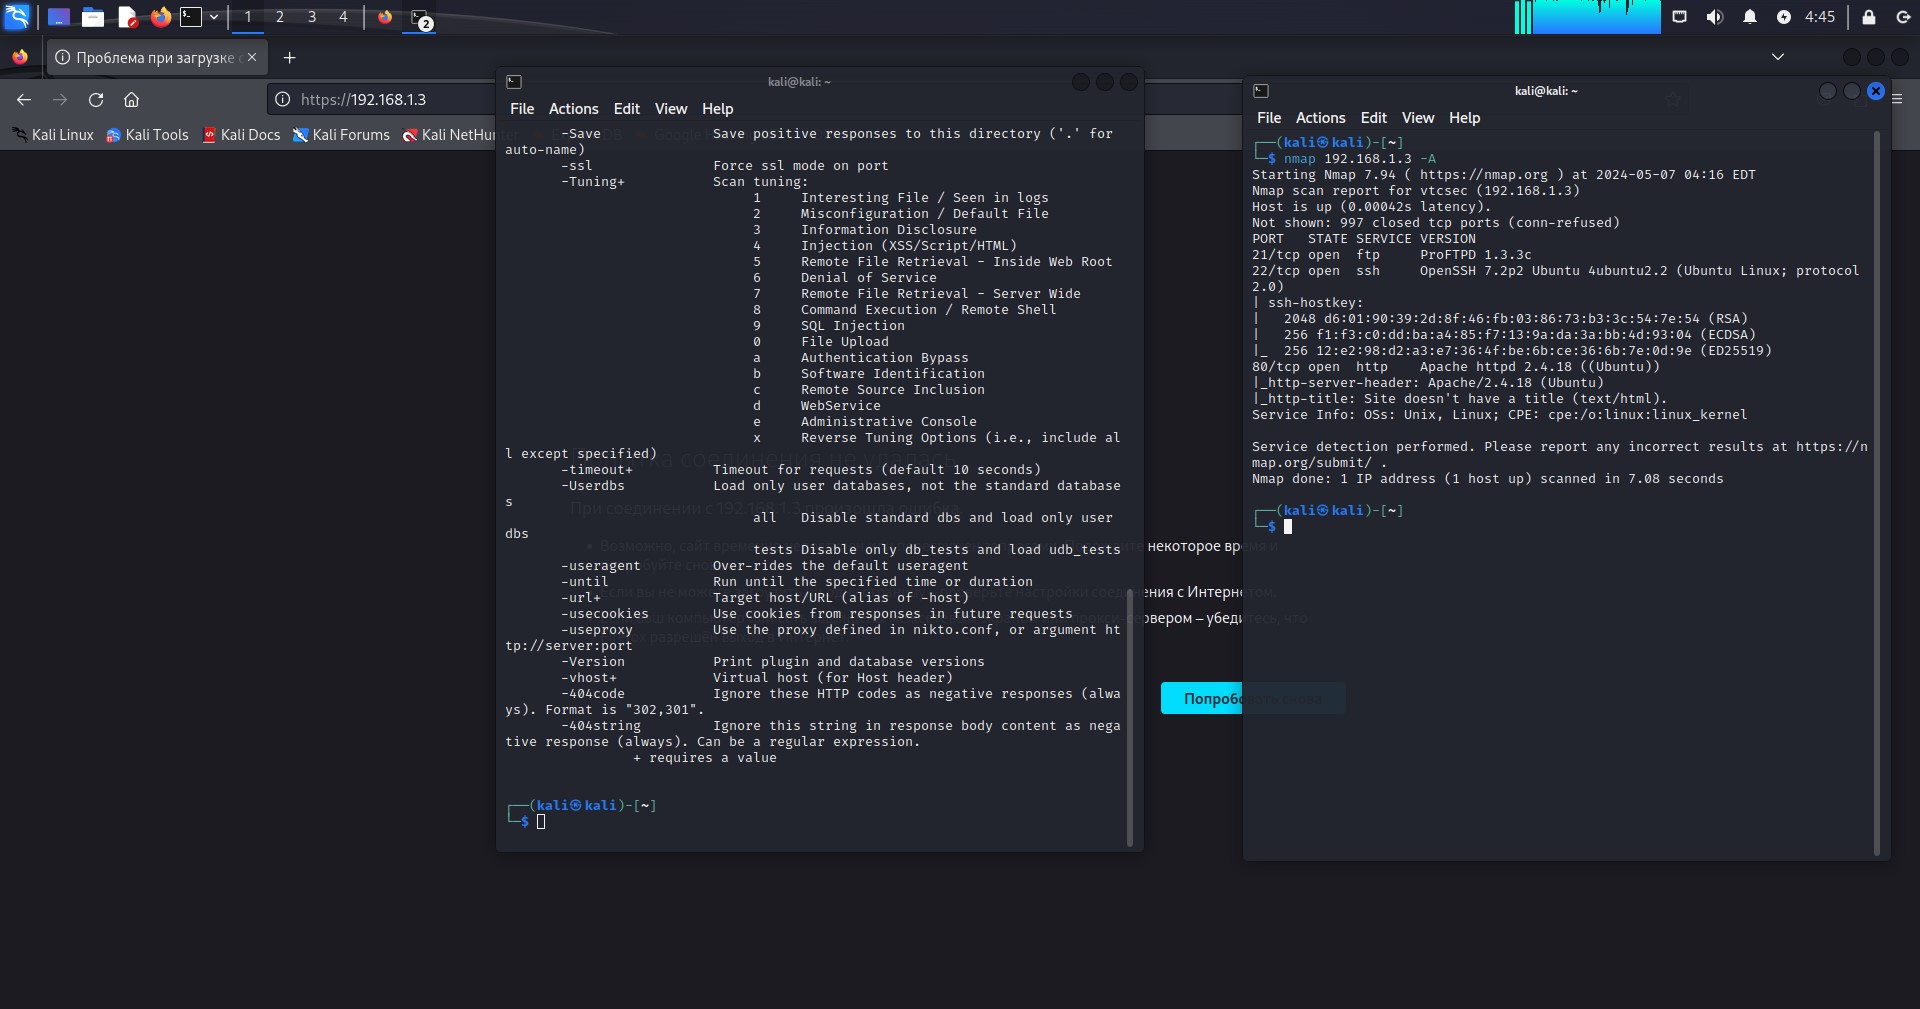 1
2
3
4
2
4:45
Проблема при загрузке
https://192.168.1.3
Kali Linux
Kali Tools
Kali Docs
Kali Forums
Kali NetHu
kali@kali: ~
File Actions Edit View Help
-Save Save positive responses to this directory ('.' for
auto-name)
-ssl Force ssl mode on port
-Tuning+ Scan tuning:
1 Interesting File / Seen in logs
2 Misconfiguration / Default File
3 Information Disclosure
4 Injection (XSS/Script/HTML)
5 Remote File Retrieval - Inside Web Root
6 Denial of Service
7 Remote File Retrieval - Server Wide
8 Command Execution / Remote Shell
9 SQL Injection
0 File Upload
a Authentication Bypass
b Software Identification
c Remote Source Inclusion
d WebService
e Administrative Console
x Reverse Tuning Options (i.e., include al
l except specified)
-timeout+ Timeout for requests (default 10 seconds)
-Userdbs Load only user databases, not the standard database
s
all Disable standard dbs and load only user
dbs
tests Disable only db_tests and load udb_tests
-useragent Over-rides the default useragent
-until Run until the specified time or duration
-url+ Target host/URL (alias of -host)
-usecookies Use cookies from responses in future requests
-useproxy Use the proxy defined in nikto.conf, or argument ht
tp://server:port
-Version Print plugin and database versions
-vhost+ Virtual host (for Host header)
-404code Ignore these HTTP codes as negative responses (alwa
ys). Format is "302,301".
-404string Ignore this string in response body content as nega
tive response (always). Can be a regular expression.
+ requires a value
┌──(kali㉿kali)-[~]
└─$
некоторое время
ения с Интернетом.
рвером – убедитесь, что
Попробовать снова
kali@kali: ~
File Actions Edit View Help
┌──(kali㉿kali)-[~]
└─$ nmap 192.168.1.3 -A
Starting Nmap 7.94 ( https://nmap.org ) at 2024-05-07 04:16 EDT
Nmap scan report for vtcsec (192.168.1.3)
Host is up (0.00042s latency).
Not shown: 997 closed tcp ports (conn-refused)
PORT STATE SERVICE VERSION
21/tcp open ftp ProFTPD 1.3.3c
22/tcp open ssh OpenSSH 7.2p2 Ubuntu 4ubuntu2.2 (Ubuntu Linux; protocol
2.0)
| ssh-hostkey:
| 2048 d6:01:90:39:2d:8f:46:fb:03:86:73:b3:3c:54:7e:54 (RSA)
| 256 f1:f3:c0:dd:ba:a4:85:f7:13:9a:da:3a:bb:4d:93:04 (ECDSA)
|_ 256 12:e2:98:d2:a3:e7:36:4f:be:6b:ce:36:6b:7e:0d:9e (ED25519)
80/tcp open http Apache httpd 2.4.18 ((Ubuntu))
|_http-server-header: Apache/2.4.18 (Ubuntu)
|_http-title: Site doesn't have a title (text/html).
Service Info: OSs: Unix, Linux; CPE: cpe:/o:linux:linux_kernel
Service detection performed. Please report any incorrect results at https://n
map.org/submit/ .
Nmap done: 1 IP address (1 host up) scanned in 7.08 seconds
┌──(kali㉿kali)-[~]
└─$